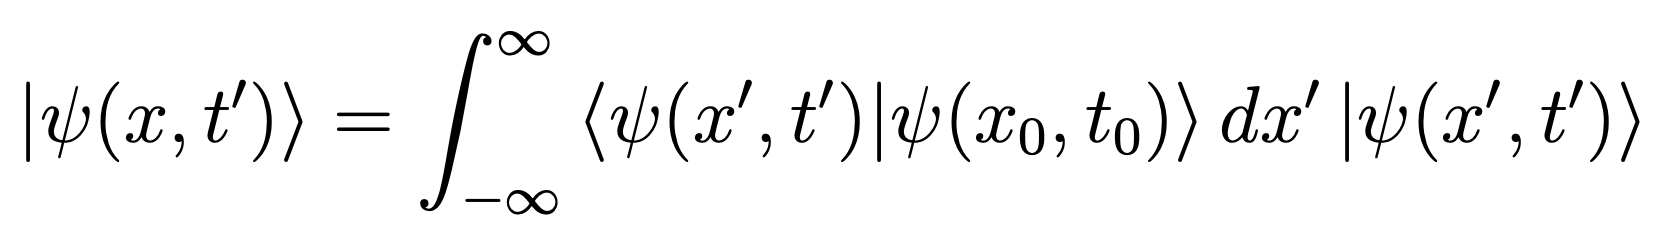 |ψ(x, t′)⟩ = ∫_{−∞}^{∞} ⟨ψ(x′, t′)|ψ(x₀, t₀)⟩ dx′ |ψ(x′, t′)⟩